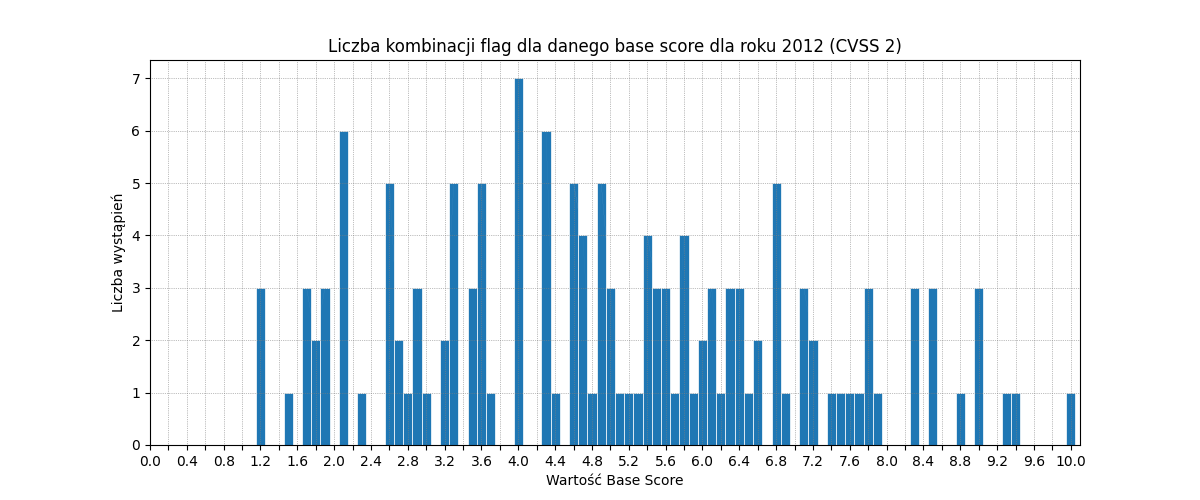 Liczba kombinacji flag dla danego base score dla roku 2012 (CVSS 2)
Liczba wystąpień
7
6
5
4
3
2
1
0
0.0 0.4 0.8 1.2 1.6 2.0 2.4 2.8 3.2 3.6 4.0 4.4 4.8 5.2 5.6 6.0 6.4 6.8 7.2 7.6 8.0 8.4 8.8 9.2 9.6 10.0
Wartość Base Score